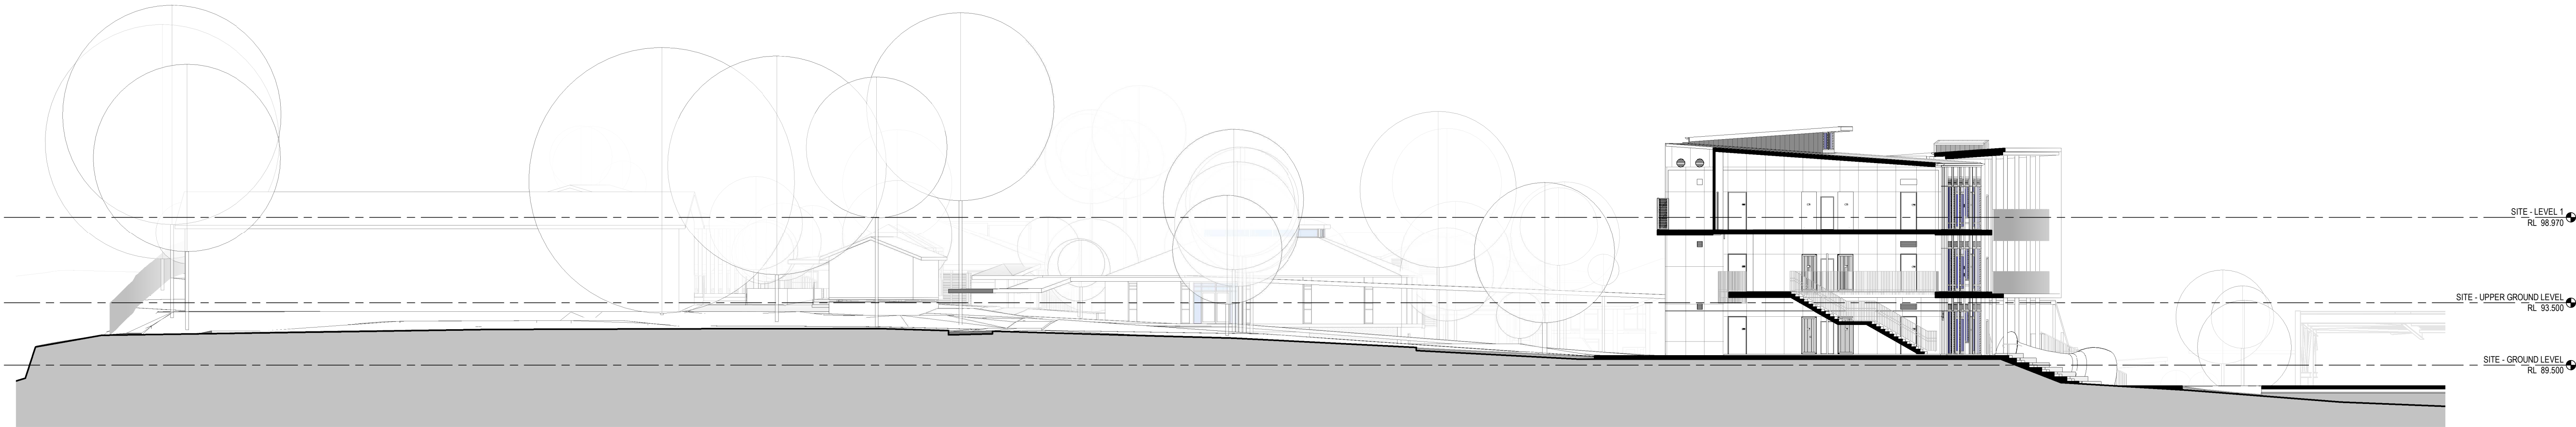 SITE - LEVEL 1
RL 98.970
SITE - UPPER GROUND LEVEL
RL 93.500
SITE - GROUND LEVEL
RL 89.500